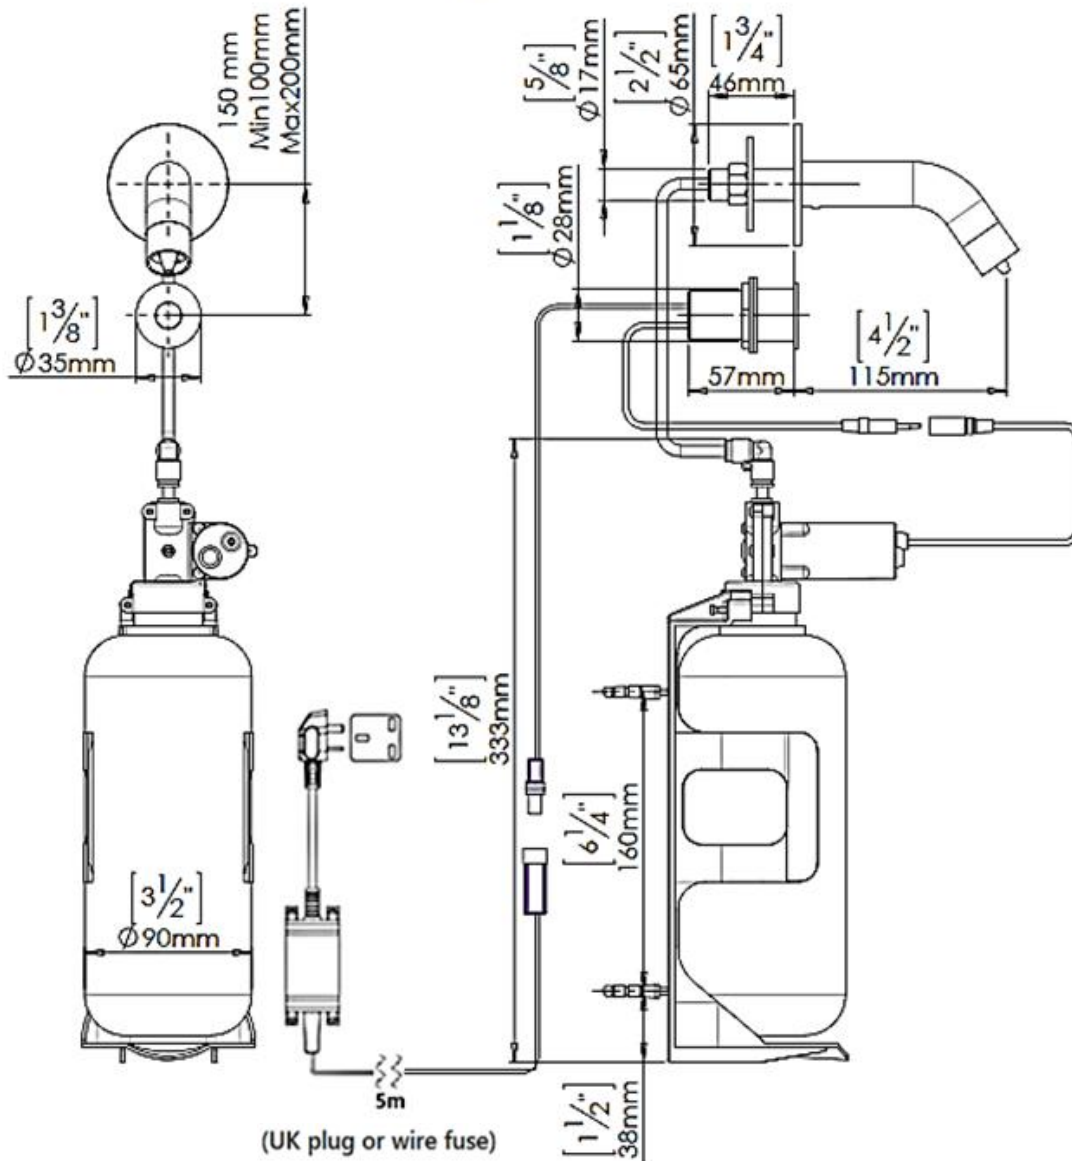 150 mm
Min100mm
Max200mm
[5/8"]
Ø17mm
[2 1/2"]
Ø65mm
[1 3/4"]
46mm
[1 1/8"]
Ø28mm
[1 3/8"]
Ø35mm
57mm
[4 1/2"]
115mm
[13 1/8"]
333mm
[6 1/4"]
160mm
[3 1/2"]
Ø90mm
5m
(UK plug or wire fuse)
[1 1/2"]
38mm